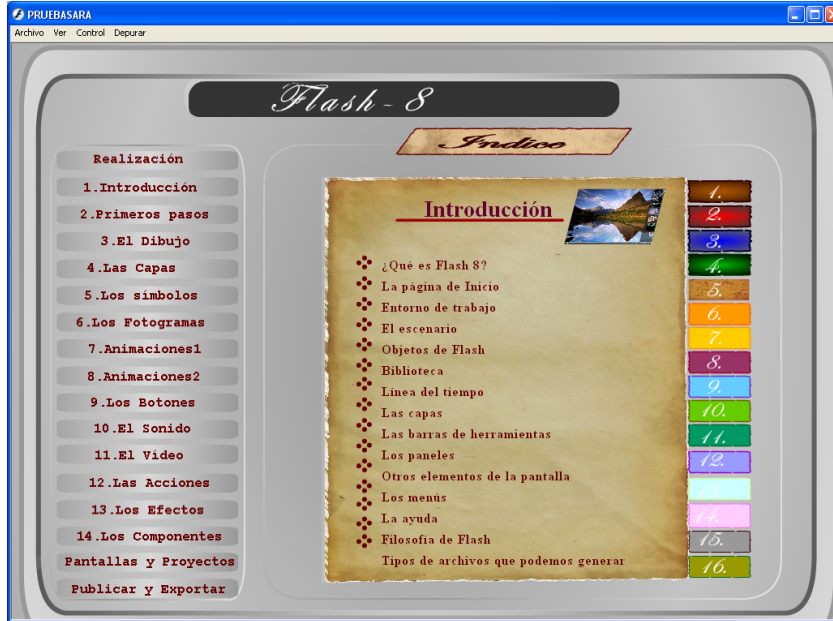 PRUEBASARA
Archivo Ver Control Depurar
Flash-8
Indice
Realización
1.Introducción
2.Primeros pasos
3.El Dibujo
4.Las Capas
5.Los símbolos
6.Los Fotogramas
7.Animaciones1
8.Animaciones2
9.Los Botones
10.El Sonido
11.El Vídeo
12.Las Acciones
13.Los Efectos
14.Los Componentes
Pantallas y Proyectos
Publicar y Exportar
Introducción
¿Qué es Flash 8?
La página de Inicio
Entorno de trabajo
El escenario
Objetos de Flash
Biblioteca
Línea del tiempo
Las capas
Las barras de herramientas
Los paneles
Otros elementos de la pantalla
Los menús
La ayuda
Filosofía de Flash
Tipos de archivos que podemos generar
1.
2.
3.
4.
5.
6.
7.
8.
9.
10.
11.
12.
13.
14.
15.
16.